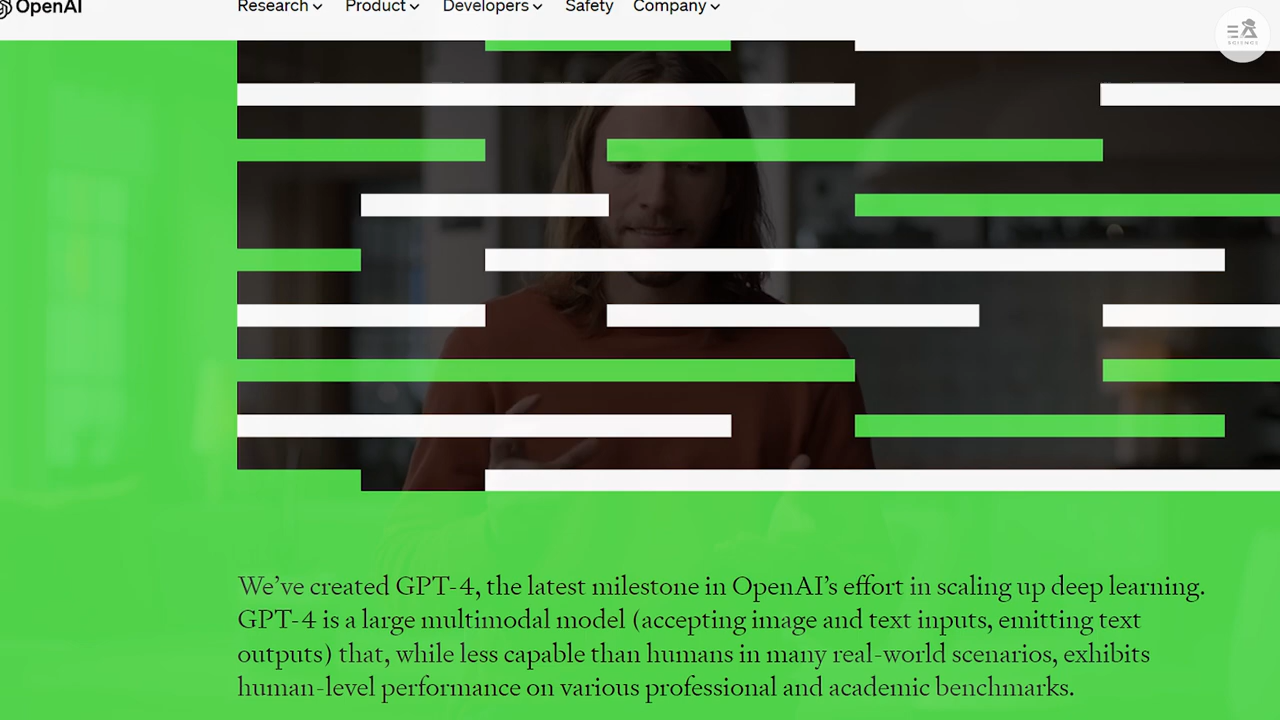 OpenAI
Research Product Developers Safety Company
SCIENCE
We’ve created GPT-4, the latest milestone in OpenAI’s effort in scaling up deep learning.
GPT-4 is a large multimodal model (accepting image and text inputs, emitting text
outputs) that, while less capable than humans in many real-world scenarios, exhibits
human-level performance on various professional and academic benchmarks.